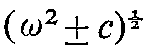 (ω² ± c)^{1/2}